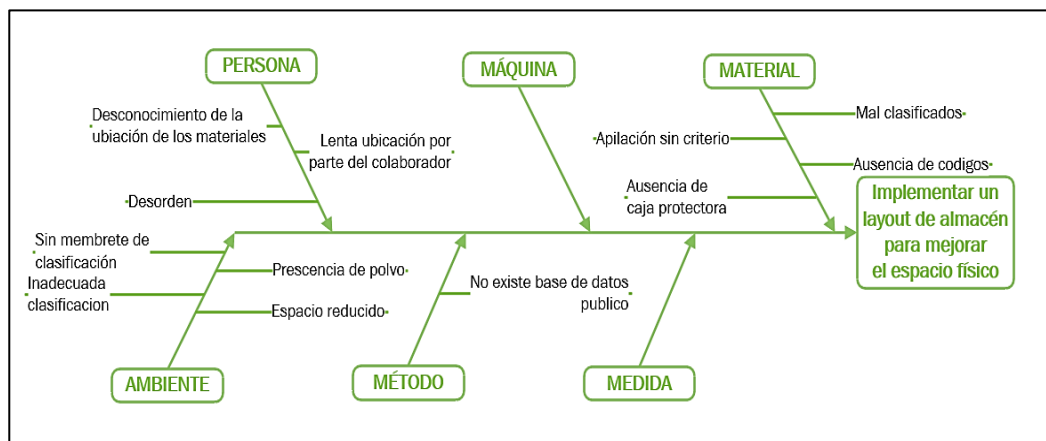 PERSONA
MÁQUINA
MATERIAL
Desconocimiento de la
ubiación de los materiales
Lenta ubicación por
parte del colaborador
Desorden
Mal clasificados
Apilación sin criterio
Ausencia de codigos
Ausencia de
caja protectora
Implementar un
layout de almacén
para mejorar
el espacio físico
Sin membrete de
clasificación
Prescencia de polvo
Inadecuada
clasificacion
Espacio reducido
No existe base de datos
publico
AMBIENTE
MÉTODO
MEDIDA